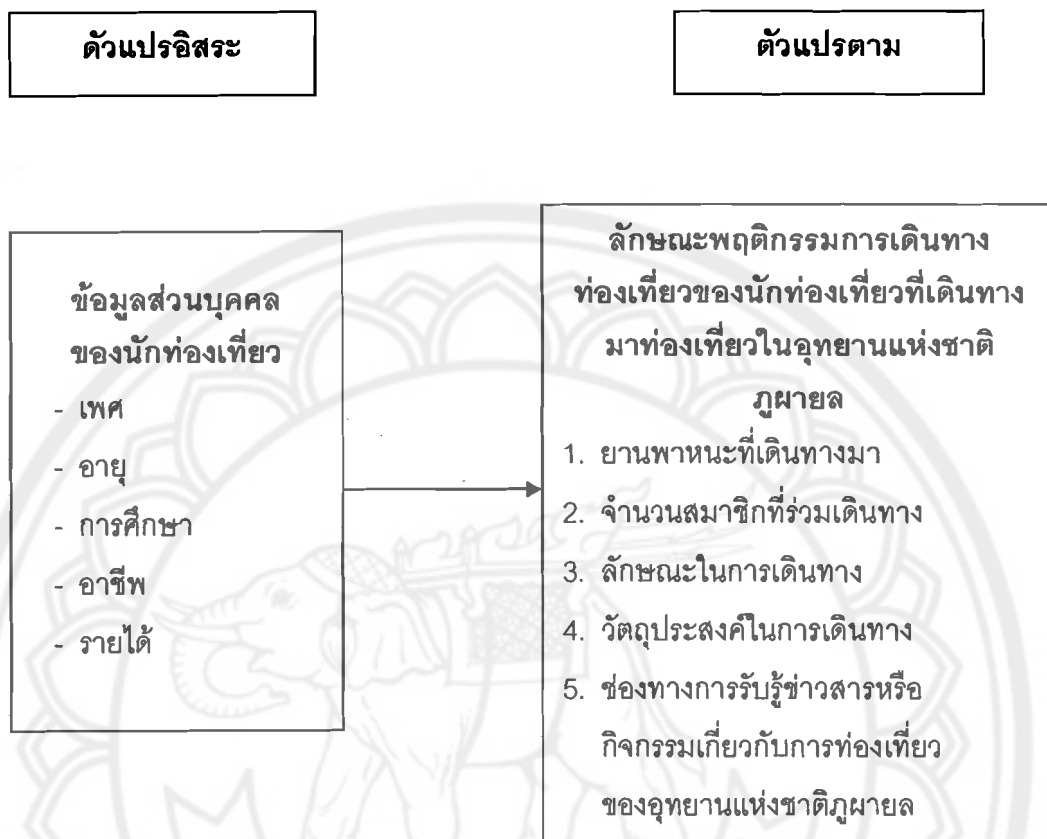 ตัวแปรอิสระ
ตัวแปรตาม
ข้อมูลส่วนบุคคล
ของนักท่องเที่ยว
- เพศ
- อายุ
- การศึกษา
- อาชีพ
- รายได้
ลักษณะพฤติกรรมการเดินทาง
ท่องเที่ยวของนักท่องเที่ยวที่เดินทาง
มาท่องเที่ยวในอุทยานแห่งชาติ
ภูผายล
1. ยานพาหนะที่เดินทางมา
2. จำนวนสมาชิกที่ร่วมเดินทาง
3. ลักษณะในการเดินทาง
4. วัตถุประสงค์ในการเดินทาง
5. ช่องทางการรับรู้ข่าวสารหรือ
กิจกรรมเกี่ยวกับการท่องเที่ยว
ของอุทยานแห่งชาติภูผายล